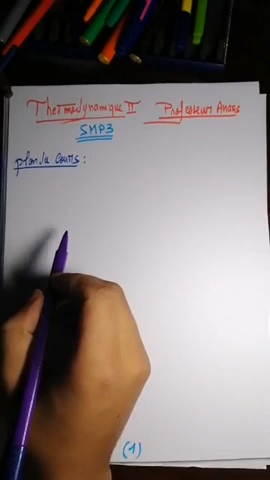 Thermodynamique II Professeur Anass
SMP3
plan du cours :
(1)